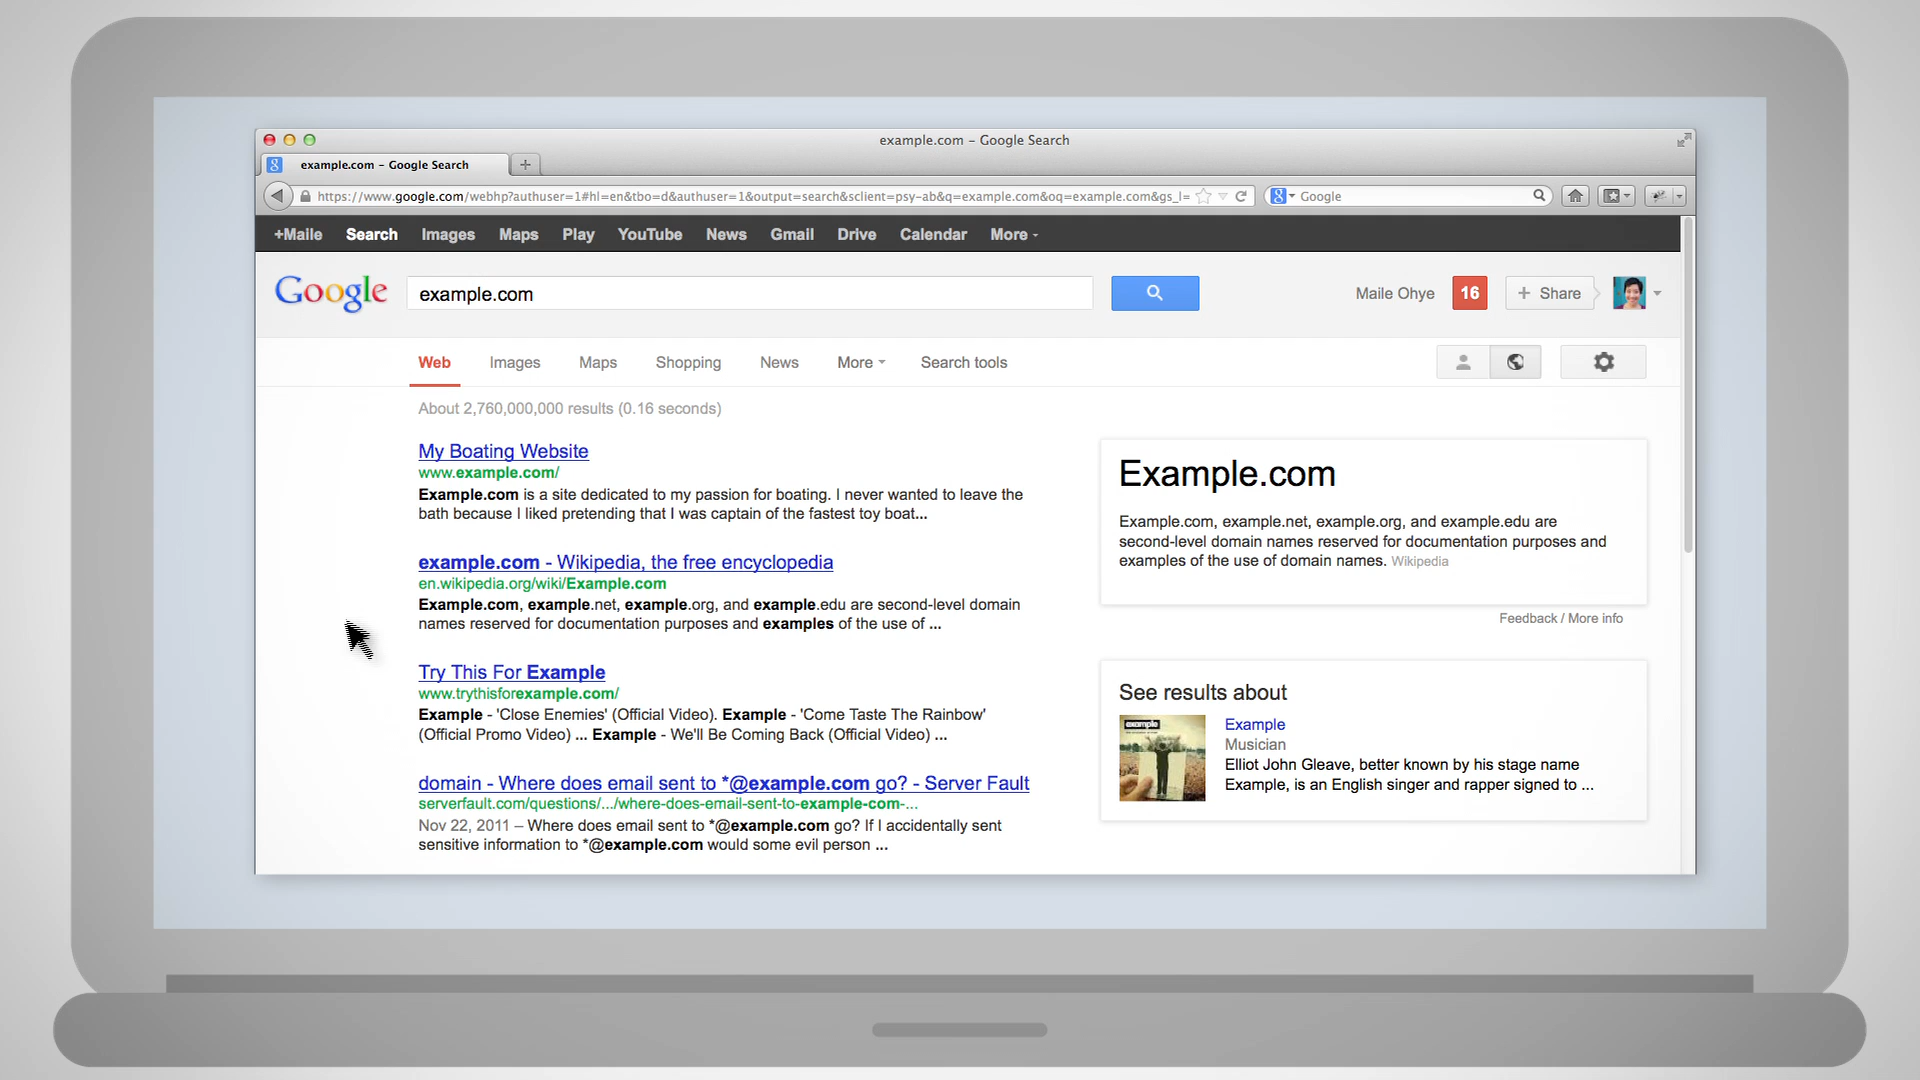 example.com – Google Search
example.com – Google Search
https://www.google.com/webhp?authuser=1#hl=en&tbo=d&authuser=1&output=search&sclient=psy-ab&q=example.com&oq=example.com&gs_l=
Google
+Maile Search Images Maps Play YouTube News Gmail Drive Calendar More
Google
example.com
Maile Ohye 16 + Share
Web Images Maps Shopping News More Search tools
About 2,760,000,000 results (0.16 seconds)
My Boating Website
www.example.com/
Example.com is a site dedicated to my passion for boating. I never wanted to leave the
bath because I liked pretending that I was captain of the fastest toy boat...
example.com - Wikipedia, the free encyclopedia
en.wikipedia.org/wiki/Example.com
Example.com, example.net, example.org, and example.edu are second-level domain
names reserved for documentation purposes and examples of the use of ...
Try This For Example
www.trythisforexample.com/
Example - 'Close Enemies' (Official Video). Example - 'Come Taste The Rainbow'
(Official Promo Video) ... Example - We'll Be Coming Back (Official Video) ...
domain - Where does email sent to *@example.com go? - Server Fault
serverfault.com/questions/.../where-does-email-sent-to-example-com-...
Nov 22, 2011 – Where does email sent to *@example.com go? If I accidentally sent
sensitive information to *@example.com would some evil person ...
Example.com
Example.com, example.net, example.org, and example.edu are
second-level domain names reserved for documentation purposes and
examples of the use of domain names. Wikipedia
Feedback / More info
See results about
example
Example
Musician
Elliot John Gleave, better known by his stage name
Example, is an English singer and rapper signed to ...